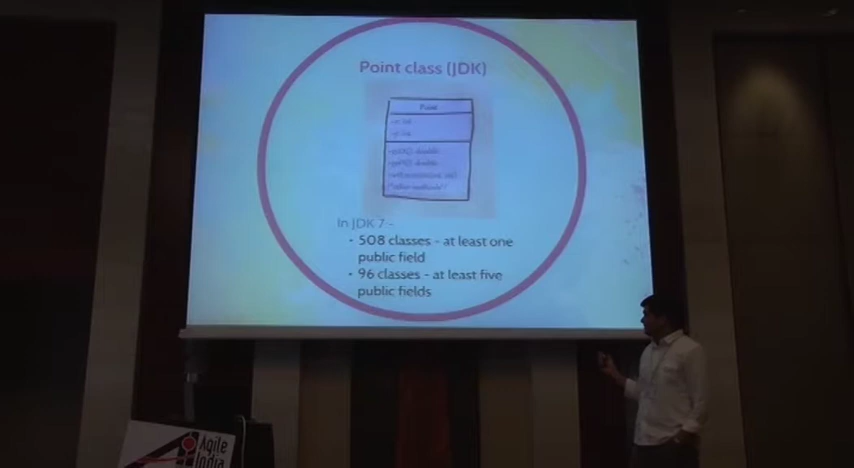 Point class (JDK)
Point
In JDK 7 -
• 508 classes - at least one
public field
• 96 classes - at least five
public fields
Agile
India